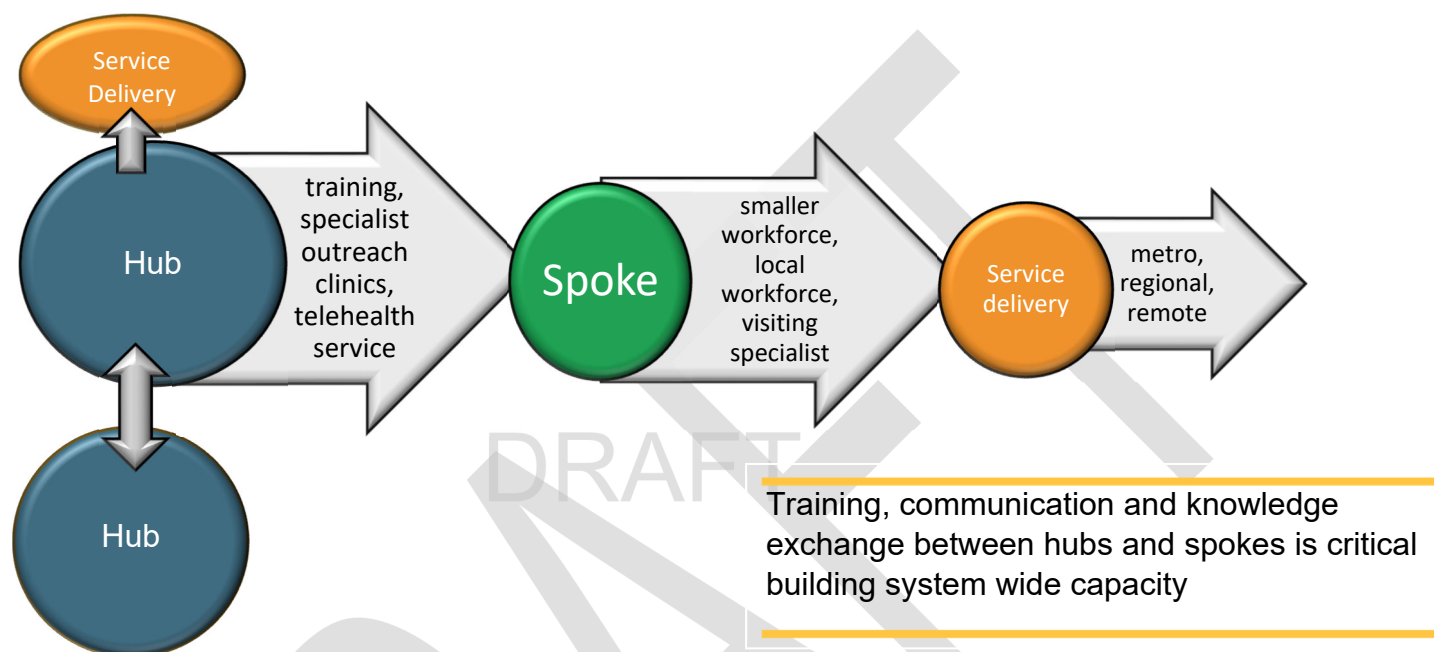 Service
Delivery
Hub
training,
specialist
outreach
clinics,
telehealth
service
Spoke
smaller
workforce,
local
workforce,
visiting
specialist
Service
delivery
metro,
regional,
remote
Hub
DRAFT
Training, communication and knowledge
exchange between hubs and spokes is critical
building system wide capacity